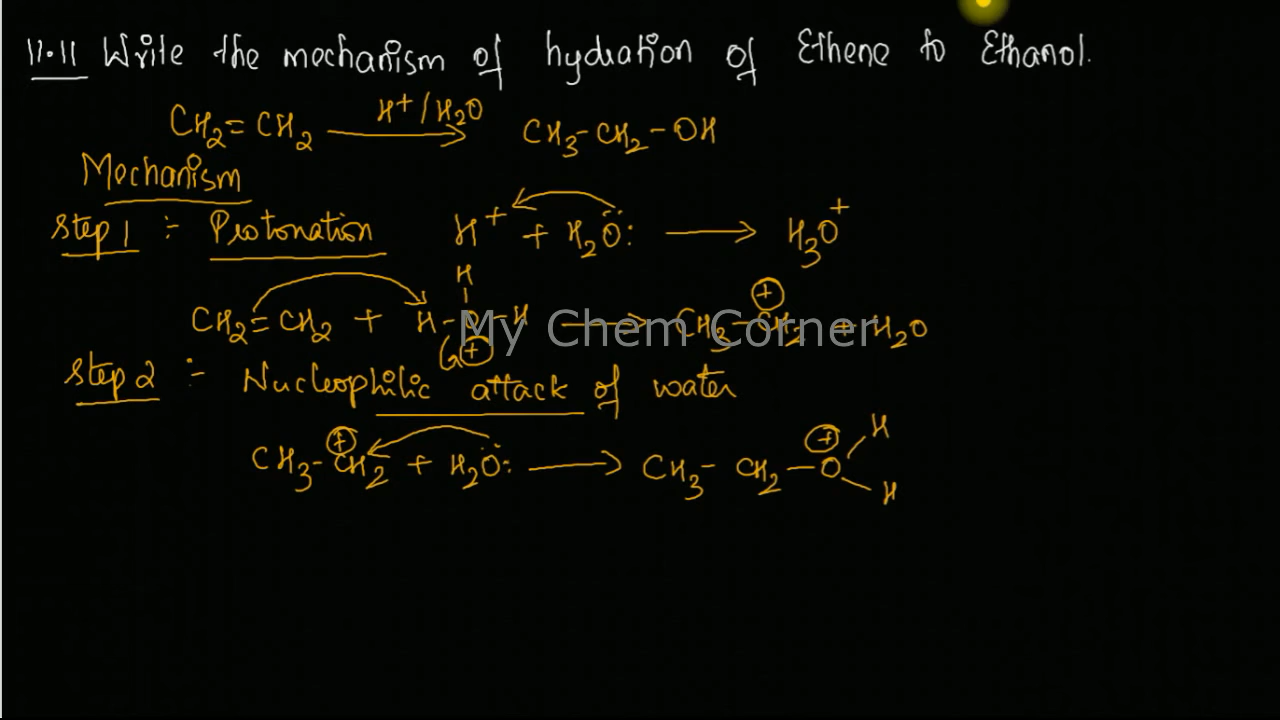 11.11 Write the mechanism of hydration of Ethene to Ethanol.
CH2=CH2 H+/H2O CH3-CH2-OH
Mechanism
Step 1 :- Protonation H+ + H2O: → H3O+
H
CH2=CH2 + H-O-H → CH3-CH2 + H2O
+
+
My Chem Corner
Step 2 :- Nucleophilic attack of water
CH3-CH2 + H2O: → CH3-CH2-O
+
+
H
H